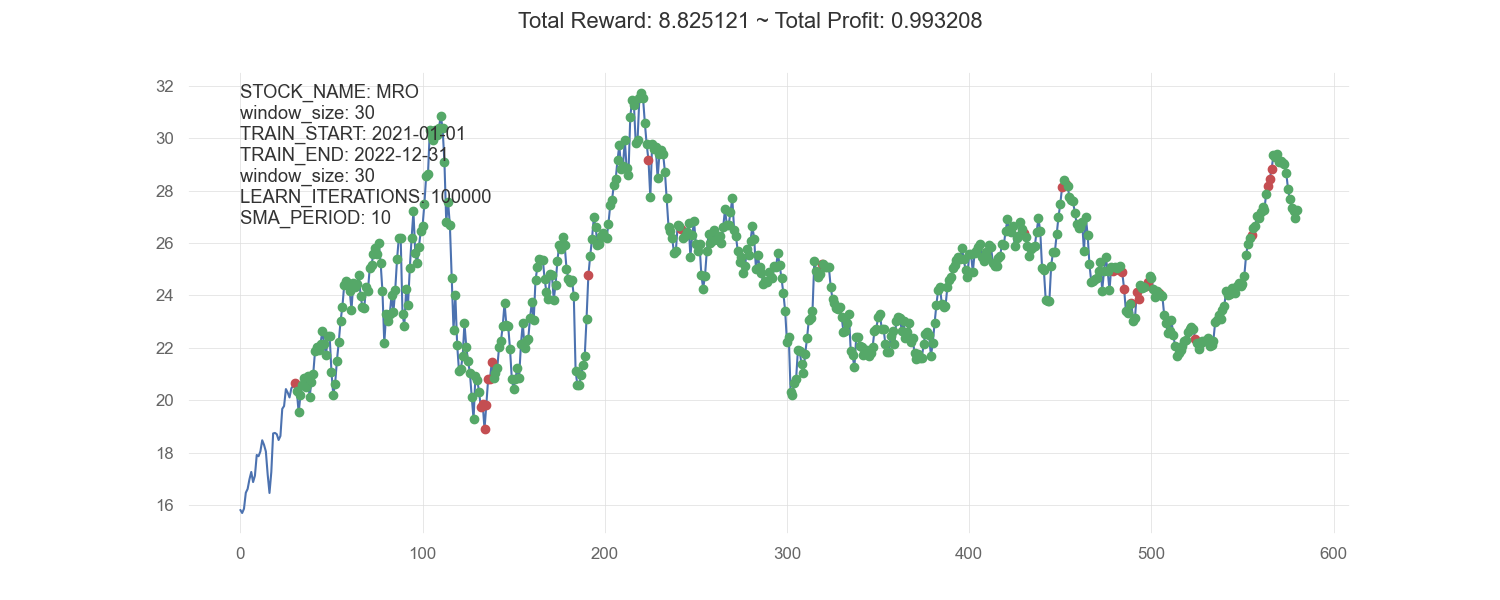 Total Reward: 8.825121 ~ Total Profit: 0.993208
STOCK_NAME: MRO
window_size: 30
TRAIN_START: 2021-01-01
TRAIN_END: 2022-12-31
window_size: 30
LEARN_ITERATIONS: 100000
SMA_PERIOD: 10
32
30
28
26
24
22
20
18
16
0 100 200 300 400 500 600